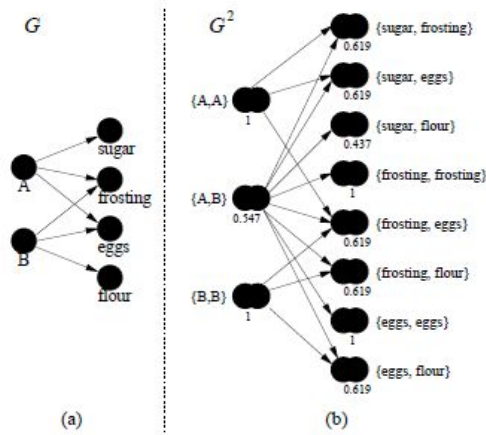 G
A
B
sugar
frosting
eggs
flour
(a)
G²
{A,A}
1
{A,B}
0.547
{B,B}
1
{sugar, frosting}
0.619
{sugar, eggs}
0.619
{sugar, flour}
0.437
{frosting, frosting}
1
{frosting, eggs}
0.619
{frosting, flour}
0.619
{eggs, eggs}
1
{eggs, flour}
0.619
(b)